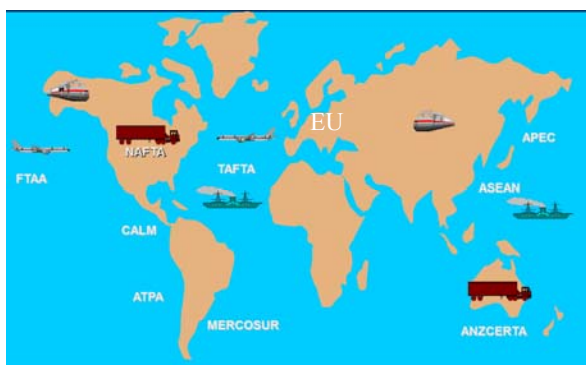 EU
APEC
NAFTA
TAFTA
FTAA
ASEAN
CALM
ATPA
MERCOSUR
ANZCERTA